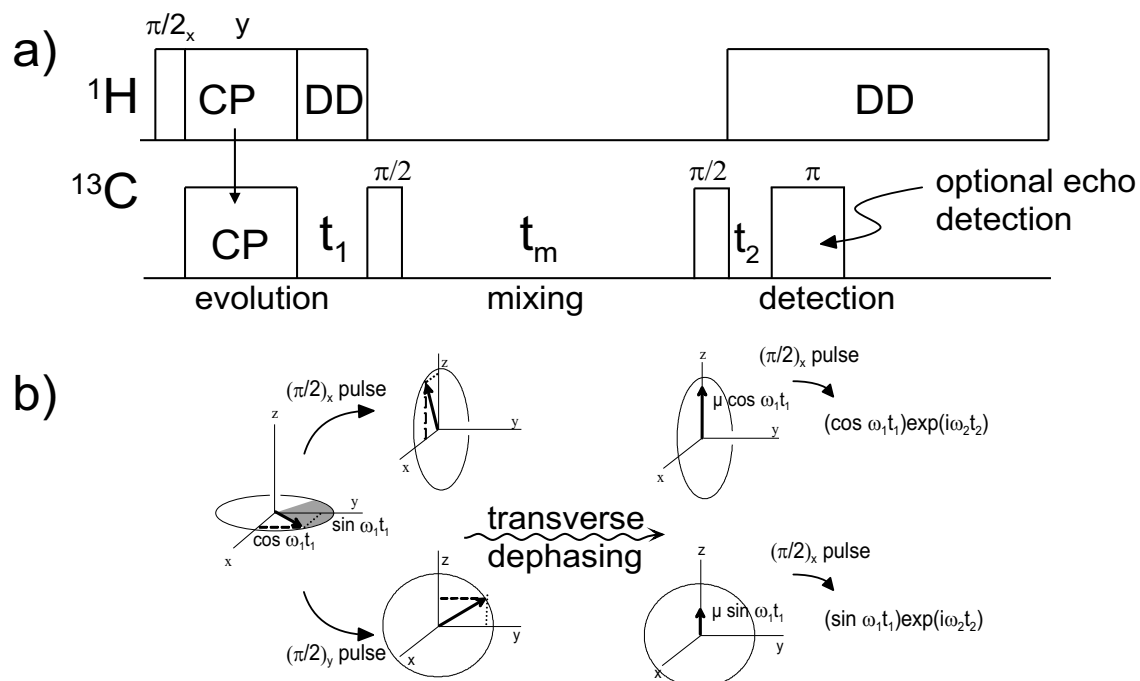 a)
π/2ₓ y
¹H CP DD DD
¹³C π/2 π/2 π
CP t₁ tₘ t₂
optional echo
detection
evolution mixing detection
b)
(π/2)ₓ pulse
z
y
x
z
y
x
cos ω₁t₁
sin ω₁t₁
(π/2)ᵧ pulse
z
y
x
transverse
dephasing
z
μ cos ω₁t₁
y
x
(π/2)ₓ pulse
(cos ω₁t₁)exp(iω₂t₂)
z
μ sin ω₁t₁
y
x
(π/2)ₓ pulse
(sin ω₁t₁)exp(iω₂t₂)